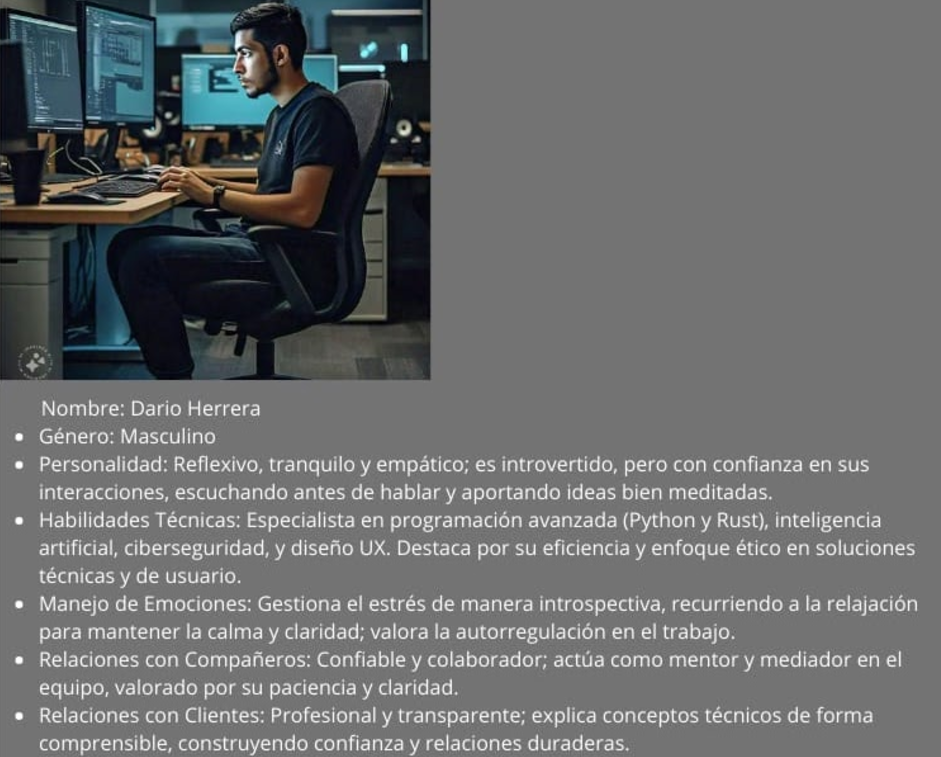 Nombre: Dario Herrera
• Género: Masculino
• Personalidad: Reflexivo, tranquilo y empático; es introvertido, pero con confianza en sus
interacciones, escuchando antes de hablar y aportando ideas bien meditadas.
• Habilidades Técnicas: Especialista en programación avanzada (Python y Rust), inteligencia
artificial, ciberseguridad, y diseño UX. Destaca por su eficiencia y enfoque ético en soluciones
técnicas y de usuario.
• Manejo de Emociones: Gestiona el estrés de manera introspectiva, recurriendo a la relajación
para mantener la calma y claridad; valora la autorregulación en el trabajo.
• Relaciones con Compañeros: Confiable y colaborador; actúa como mentor y mediador en el
equipo, valorado por su paciencia y claridad.
• Relaciones con Clientes: Profesional y transparente; explica conceptos técnicos de forma
comprensible, construyendo confianza y relaciones duraderas.